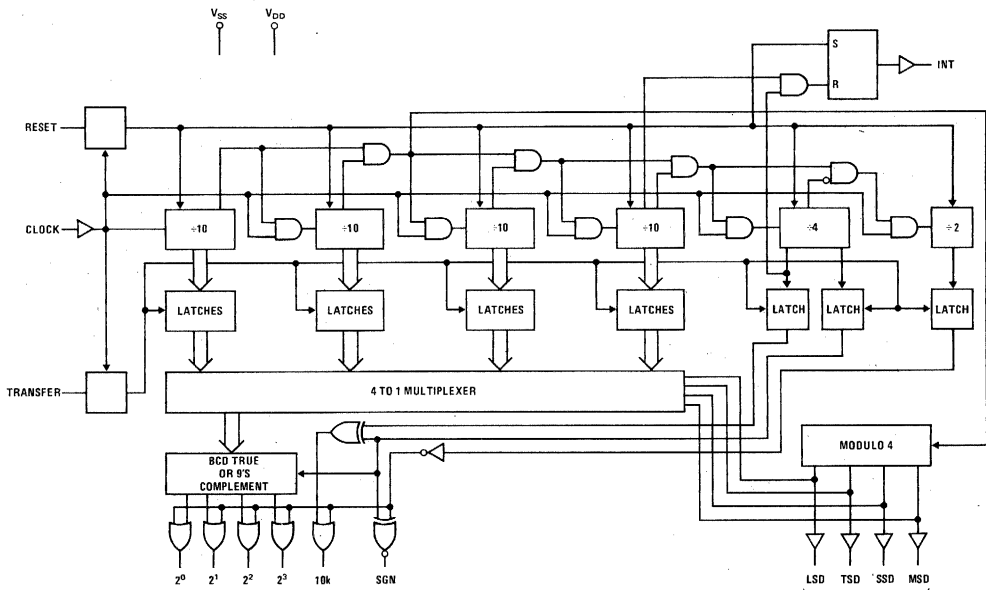 VSS VDD
S
INT
R
RESET
CLOCK
÷10 ÷10 ÷10 ÷10 ÷4 ÷2
LATCHES LATCHES LATCHES LATCHES LATCH LATCH LATCH
TRANSFER
4 TO 1 MULTIPLEXER
MODULO 4
BCD TRUE
OR 9'S
COMPLEMENT
2⁰ 2¹ 2² 2³ 10k SGN LSD TSD SSD MSD